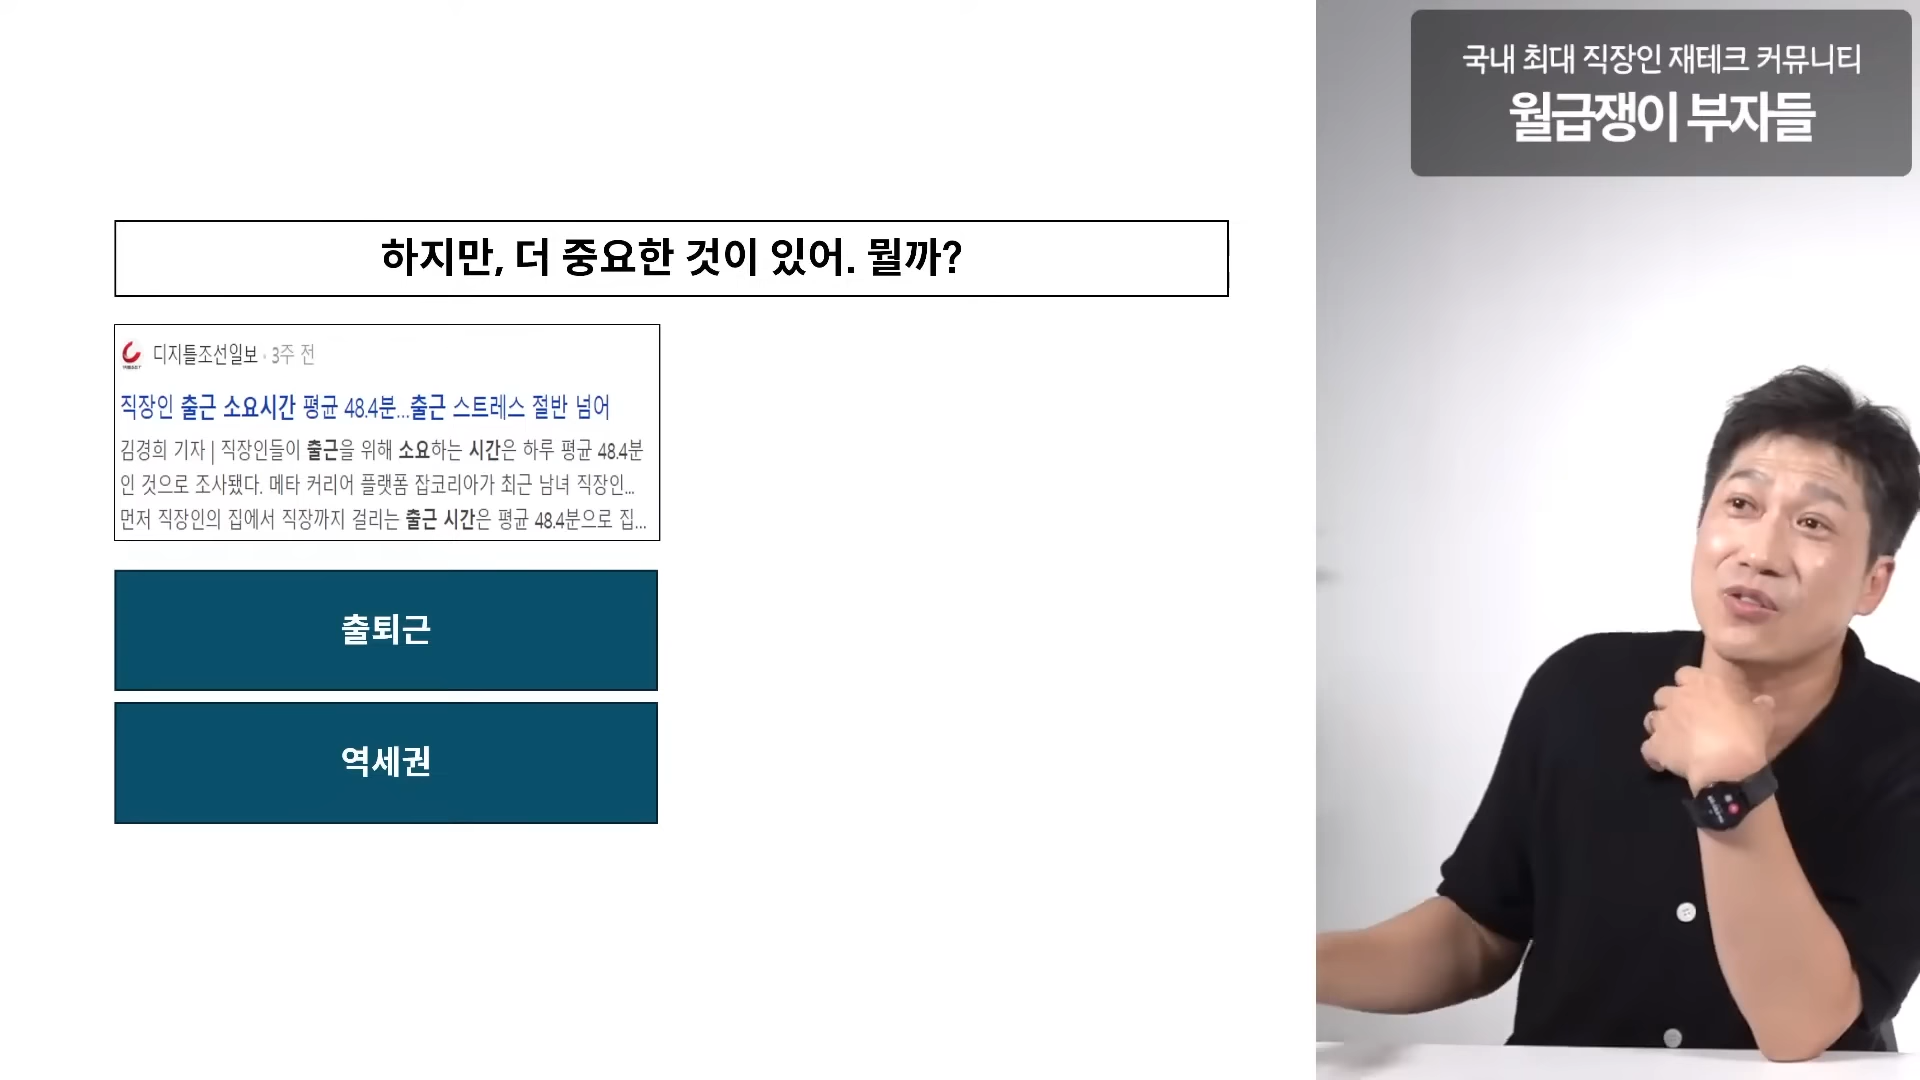 국내 최대 직장인 재테크 커뮤니티
월급쟁이 부자들
하지만, 더 중요한 것이 있어. 뭘까?
디지틀조선일보 · 3주 전
직장인 출근 소요시간 평균 48.4분...출근 스트레스 절반 넘어
김경희 기자 | 직장인들이 출근을 위해 소요하는 시간은 하루 평균 48.4분
인 것으로 조사됐다. 메타 커리어 플랫폼 잡코리아가 최근 남녀 직장인...
먼저 직장인의 집에서 직장까지 걸리는 출근 시간은 평균 48.4분으로 집...
출퇴근
역세권